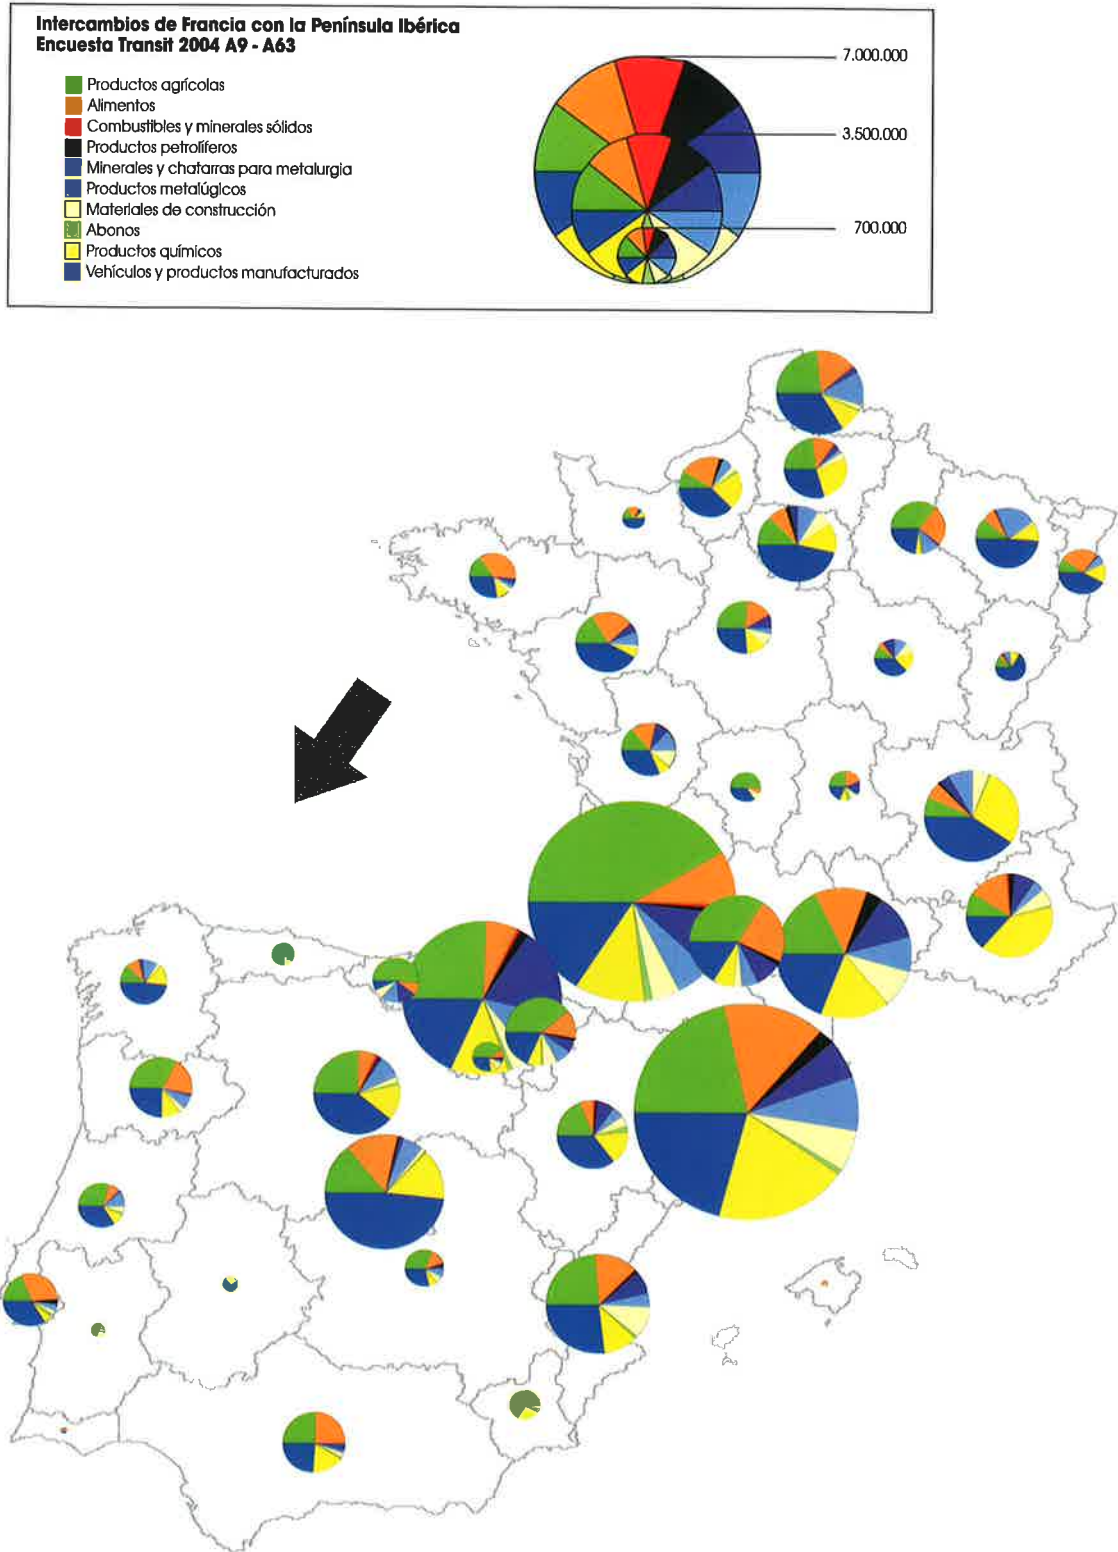 Intercambios de Francia con la Península Ibérica
Encuesta Transit 2004 A9 - A63
Productos agrícolas
Alimentos
Combustibles y minerales sólidos
Productos petrolíferos
Minerales y chatarras para metalurgia
Productos metalúgicos
Materiales de construcción
Abonos
Productos químicos
Vehículos y productos manufacturados
7.000.000
3.500.000
700.000